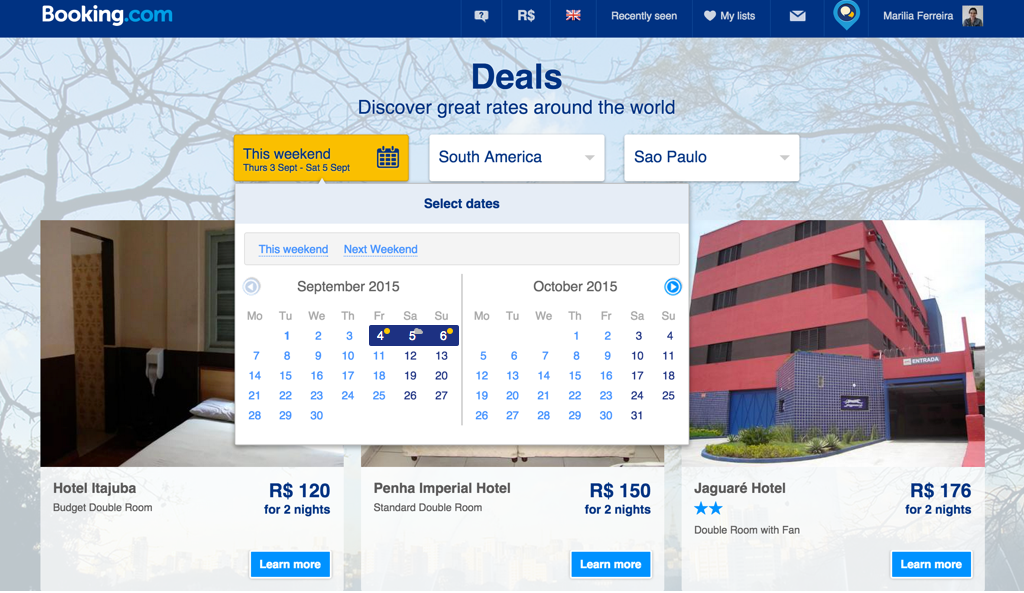 Booking.com
R$
Recently seen
My lists
Marilia Ferreira
Deals
Discover great rates around the world
This weekend
Thurs 3 Sept - Sat 5 Sept
South America
Sao Paulo
Select dates
This weekend Next Weekend
September 2015
Mo Tu We Th Fr Sa Su
1 2 3 4 5 6
7 8 9 10 11 12 13
14 15 16 17 18 19 20
21 22 23 24 25 26 27
28 29 30
October 2015
Mo Tu We Th Fr Sa Su
1 2 3 4
5 6 7 8 9 10 11
12 13 14 15 16 17 18
19 20 21 22 23 24 25
26 27 28 29 30 31
ENTRADA
Hotel Itajuba
Budget Double Room
R$ 120
for 2 nights
Learn more
Penha Imperial Hotel
Standard Double Room
R$ 150
for 2 nights
Learn more
Jaguaré Hotel
Double Room with Fan
R$ 176
for 2 nights
Learn more